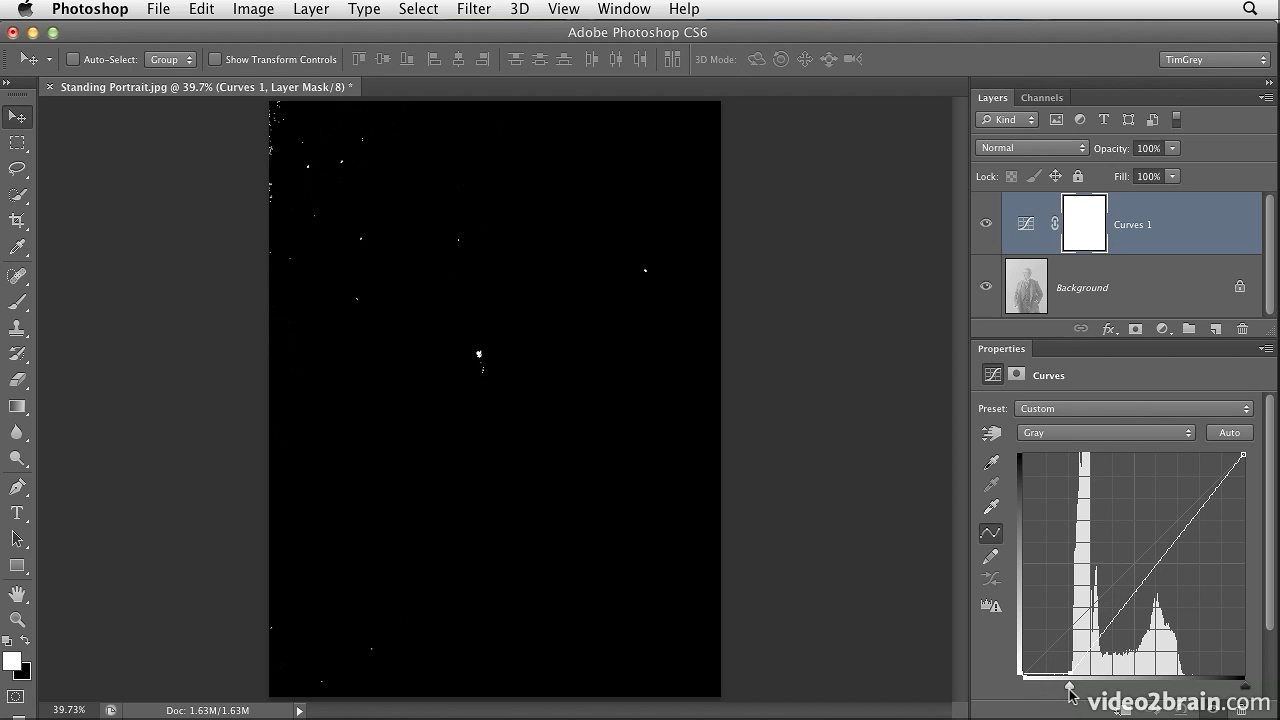 Photoshop File Edit Image Layer Type Select Filter 3D View Window Help
Adobe Photoshop CS6
Auto-Select: Group Show Transform Controls 3D Mode: TimGrey
× Standing Portrait.jpg @ 39.7% (Curves 1, Layer Mask/8) *
Layers Channels
Kind
Normal Opacity: 100%
Lock: Fill: 100%
Curves 1
Background
Properties
Curves
Preset: Custom
Gray Auto
39.73% Doc: 1.63M/1.63M
video2brain.com